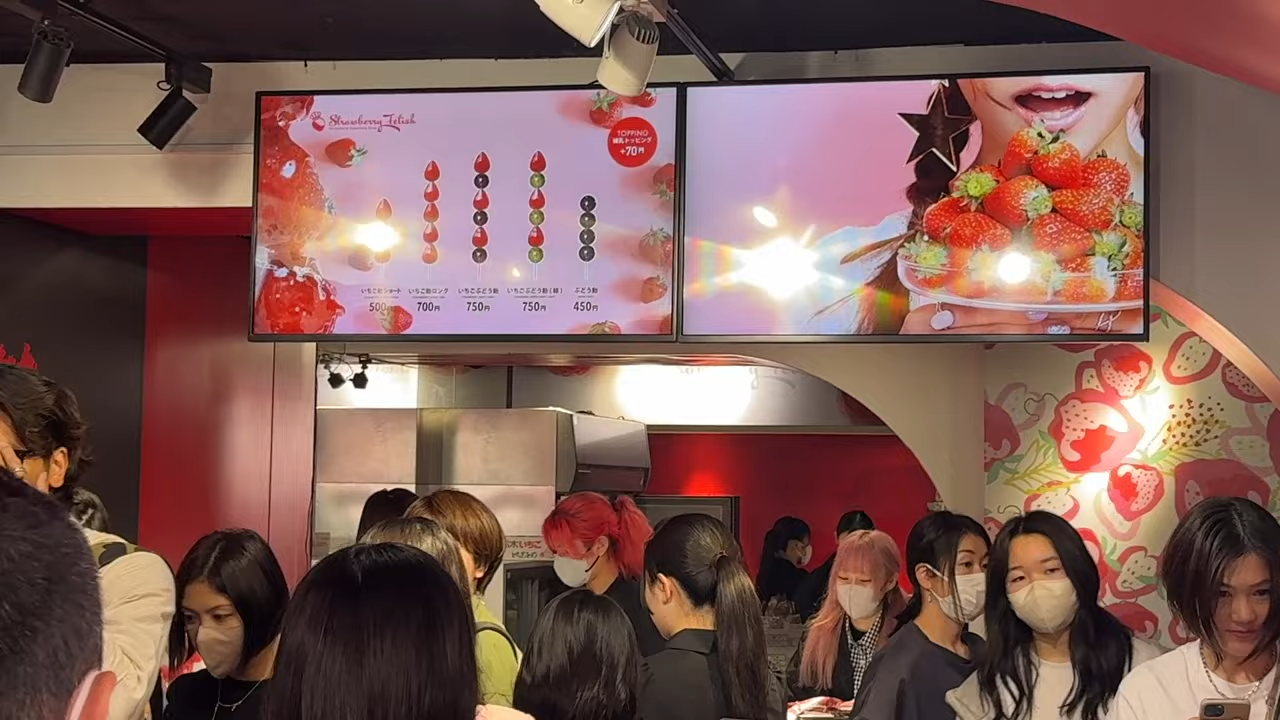 Strawberry Fetish
TOPPING
練乳トッピング
+70円
いちご飴ショート
いちご飴ロング
いちごぶどう飴
いちごぶどう飴(緑)
ぶどう飴
500円
700円
750円
750円
450円